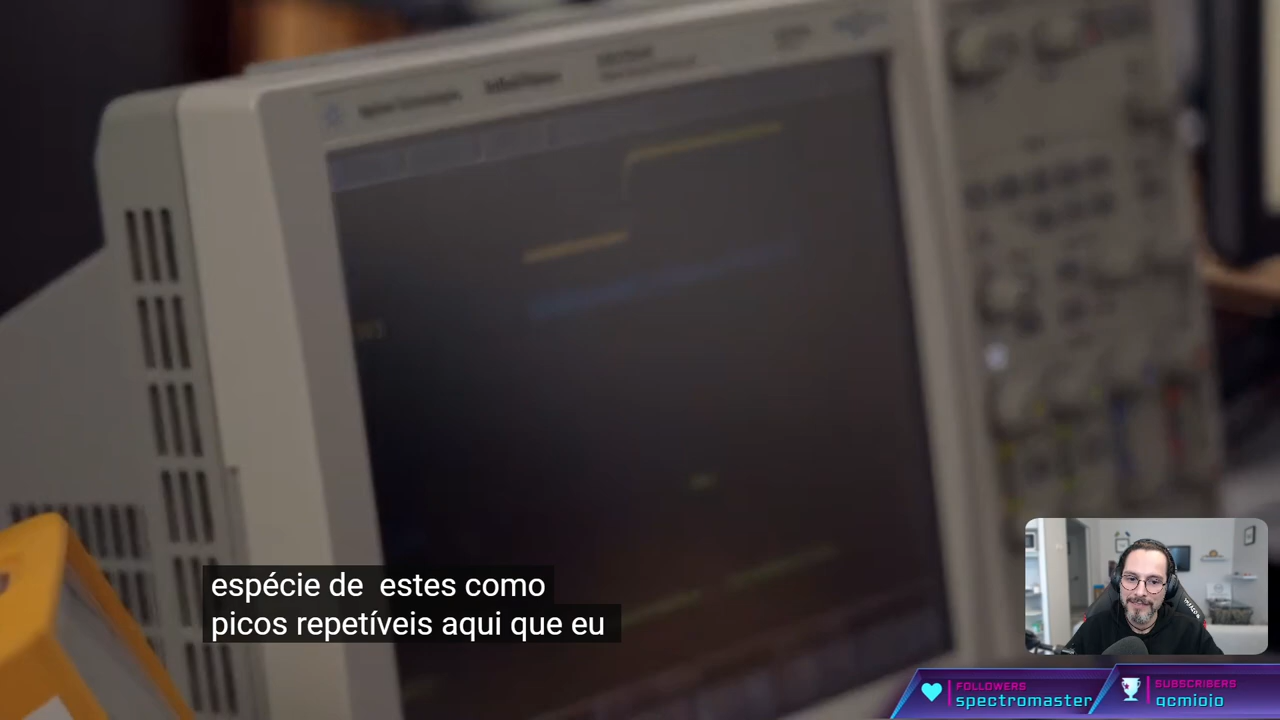 espécie de  estes como
picos repetíveis aqui que eu
FOLLOWERS
spectromaster
SUBSCRIBERS
qcmioio